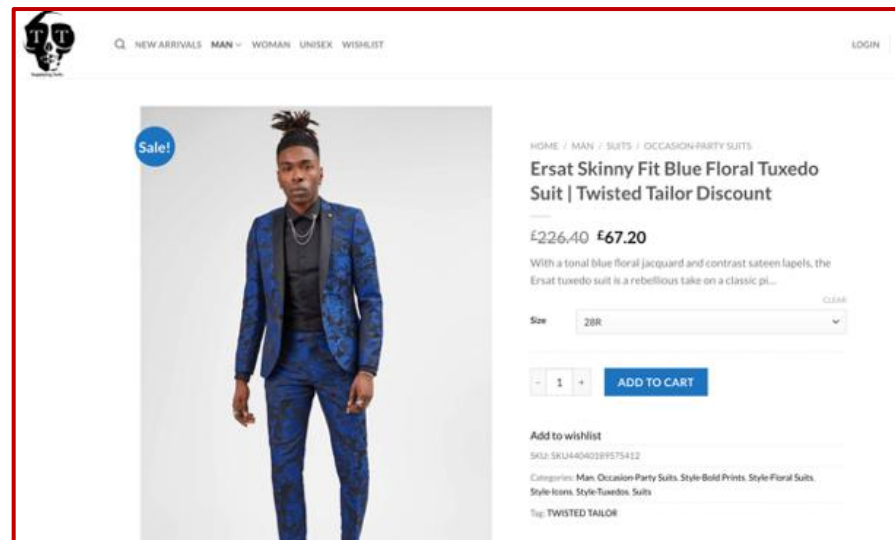 T T
NEW ARRIVALS MAN WOMAN UNISEX WISHLIST
LOGIN
Sale!
HOME / MAN / SUITS / OCCASION-PARTY SUITS
Ersat Skinny Fit Blue Floral Tuxedo
Suit | Twisted Tailor Discount
£226.40 £67.20
With a tonal blue floral jacquard and contrast sateen lapels, the
Ersat tuxedo suit is a rebellious take on a classic pi...
CLEAR
Size 28R
- 1 + ADD TO CART
Add to wishlist
SKU: SKU44040189575412
Categories: Man, Occasion-Party Suits, Style-Bold Prints, Style-Floral Suits,
Style-Icons, Style-Tuxedos, Suits
Tag: TWISTED TAILOR